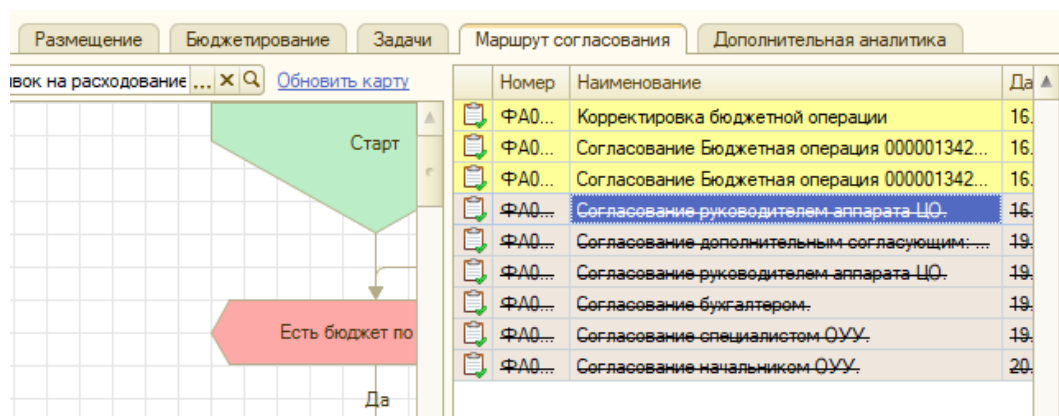 Размещение Бюджетирование Задачи Маршрут согласования Дополнительная аналитика
вок на расходование ... Обновить карту
Номер Наименование Да
ФА0... Корректировка бюджетной операции 16.
ФА0... Согласование Бюджетная операция 000001342... 16.
ФА0... Согласование Бюджетная операция 000001342... 16.
ФА0... Согласование руководителем аппарата ЦО. 16.
ФА0... Согласование дополнительным согласующим: ... 19.
ФА0... Согласование руководителем аппарата ЦО. 19.
ФА0... Согласование бухгалтером. 19.
ФА0... Согласование специалистом ОУУ. 19.
ФА0... Согласование начальником ОУУ. 20.
Старт
Есть бюджет по
Да